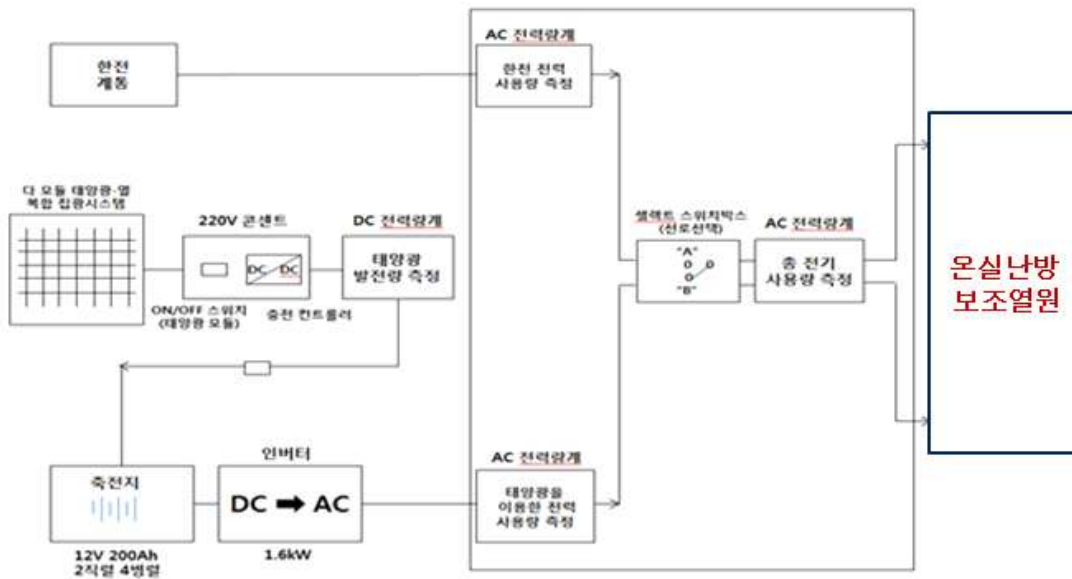 AC 전력량계
한전
계통
한전 전력
사용량 측정
다 모듈 태양광·열
복합 집광시스템
220V 콘센트
DC 전력량계
셀렉트 스위치박스
(선로선택)
AC 전력량계
DC DC
태양광
발전량 측정
"A"
"B"
총 전기
사용량 측정
온실난방
보조열원
ON/OFF 스위치
(태양광 모듈)
충전 컨트롤러
인버터
AC 전력량계
축전지
DC ➡ AC
태양광을
이용한 전력
사용량 측정
12V 200Ah
2직렬 4병렬
1.6kW